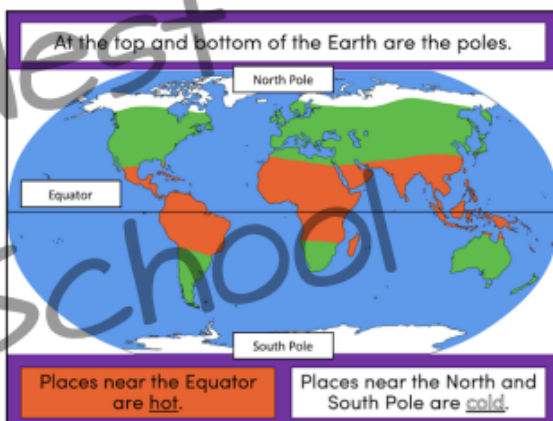 At the top and bottom of the Earth are the poles.
North Pole
Equator
School
South Pole
Places near the Equator
are hot.
Places near the North and
South Pole are cold.